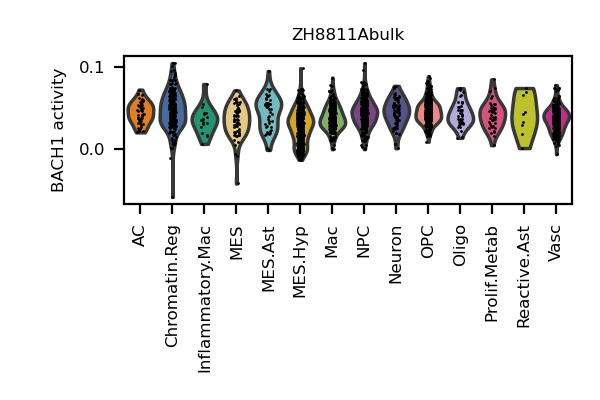 ZH8811Abulk
BACH1 activity
0.1
0.0
AC
Chromatin.Reg
Inflammatory.Mac
MES
MES.Ast
MES.Hyp
Mac
NPC
Neuron
OPC
Oligo
Prolif.Metab
Reactive.Ast
Vasc